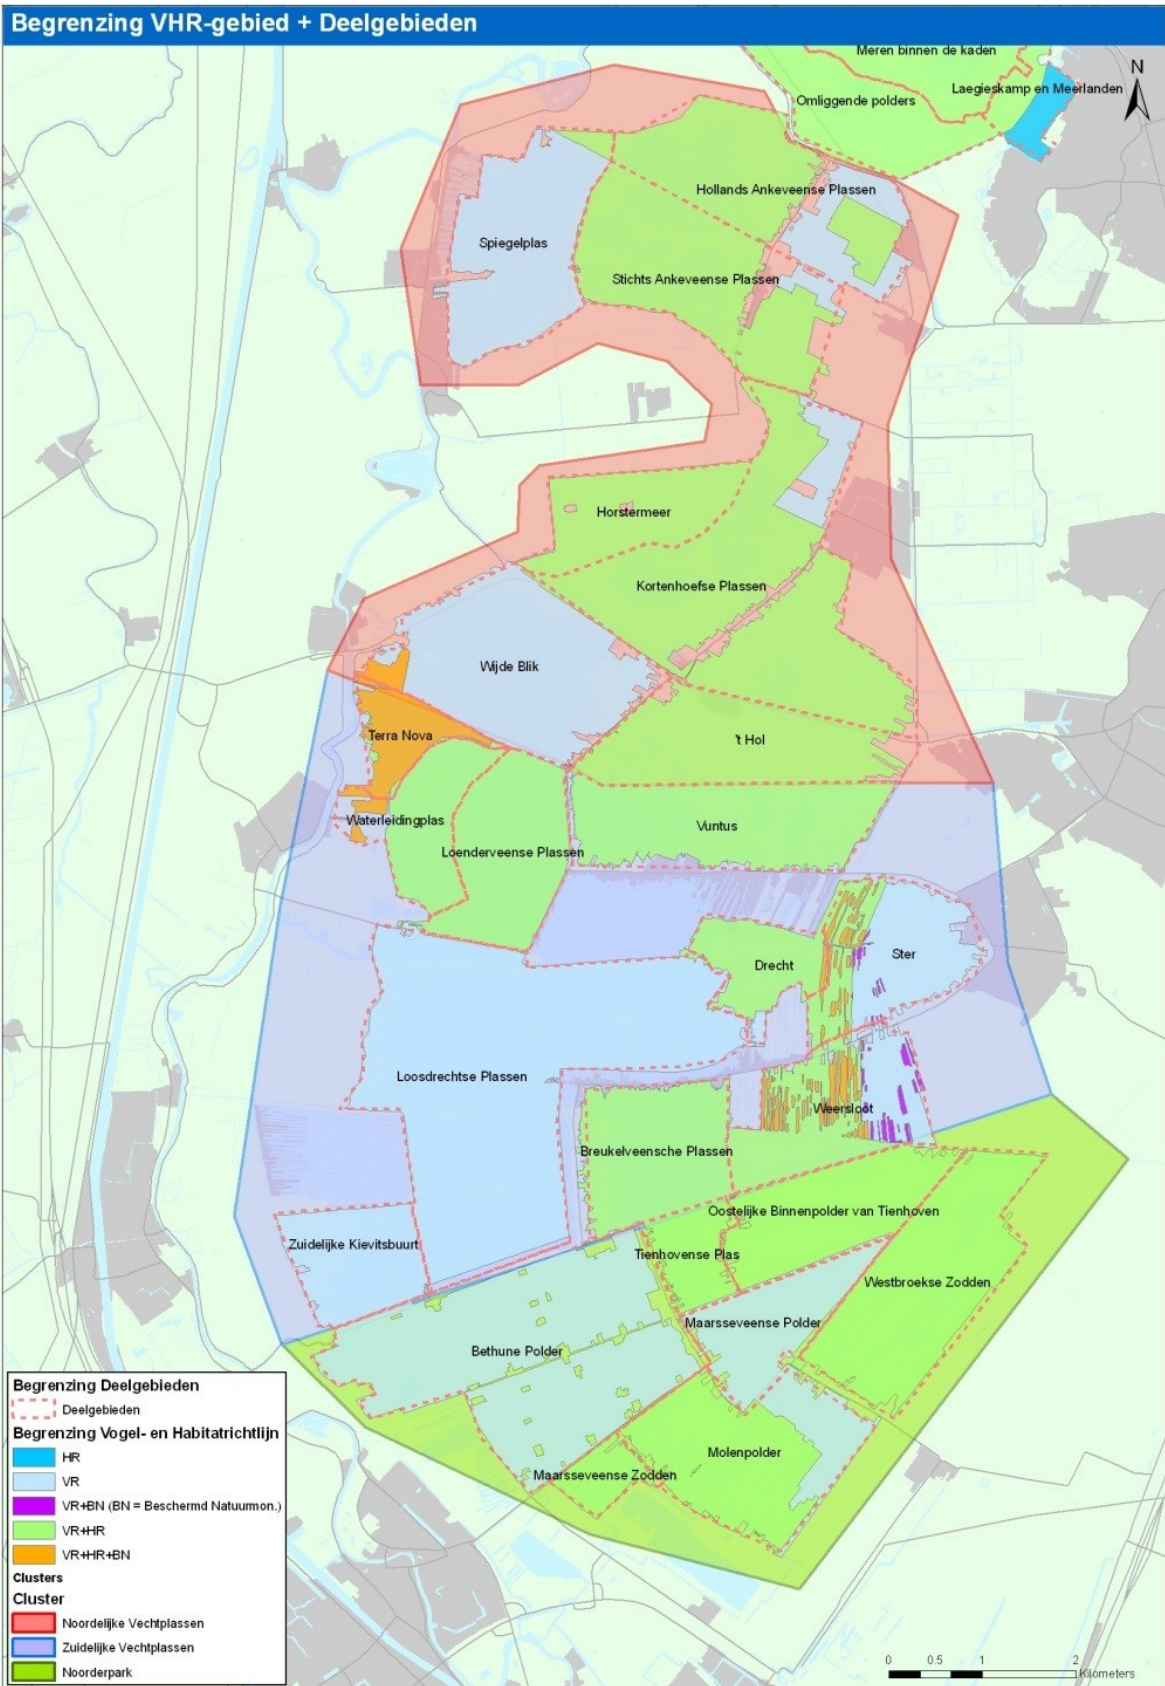 Begrenzing VHR-gebied + Deelgebieden
Meren binnen de kaden
Laegieskamp en Meerlanden
N
Omliggende polders
Hollands Ankeveense Plassen
Spiegelplas
Stichts Ankeveense Plassen
Horstermeer
Kortenhoefse Plassen
Wijde Blik
Terra Nova
't Hol
Waterleidingplas
Vuntus
Loenderveense Plassen
Ster
Drecht
Loosdrechtse Plassen
Weersloot
Breukelveensche Plassen
Oostelijke Binnenpolder van Tienhoven
Zuidelijke Kievitsbuurt
Tienhovense Plas
Westbroekse Zodden
Maarsseveense Polder
Bethune Polder
Molenpolder
Maarsseveense Zodden
Begrenzing Deelgebieden
Deelgebieden
Begrenzing Vogel- en Habitatrichtlijn
HR
VR
VR+BN (BN = Beschermd Natuurmon.)
VR+HR
VR+HR+BN
Clusters
Cluster
Noordelijke Vechtplassen
Zuidelijke Vechtplassen
Noorderpark
0 0.5 1 2
Kilometers